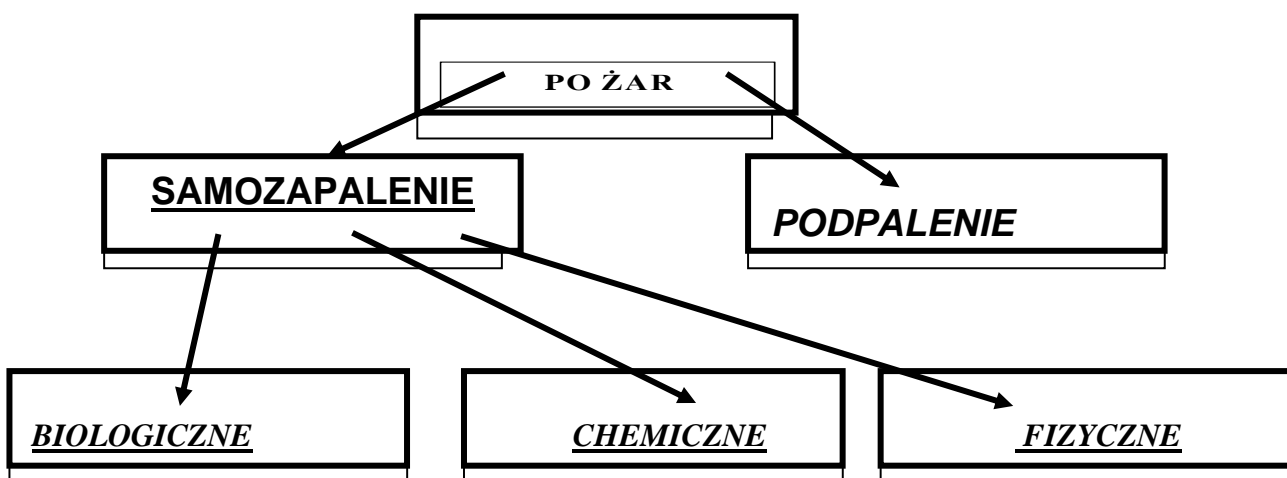 PO ŻAR
SAMOZAPALENIE
PODPALENIE
BIOLOGICZNE
CHEMICZNE
FIZYCZNE